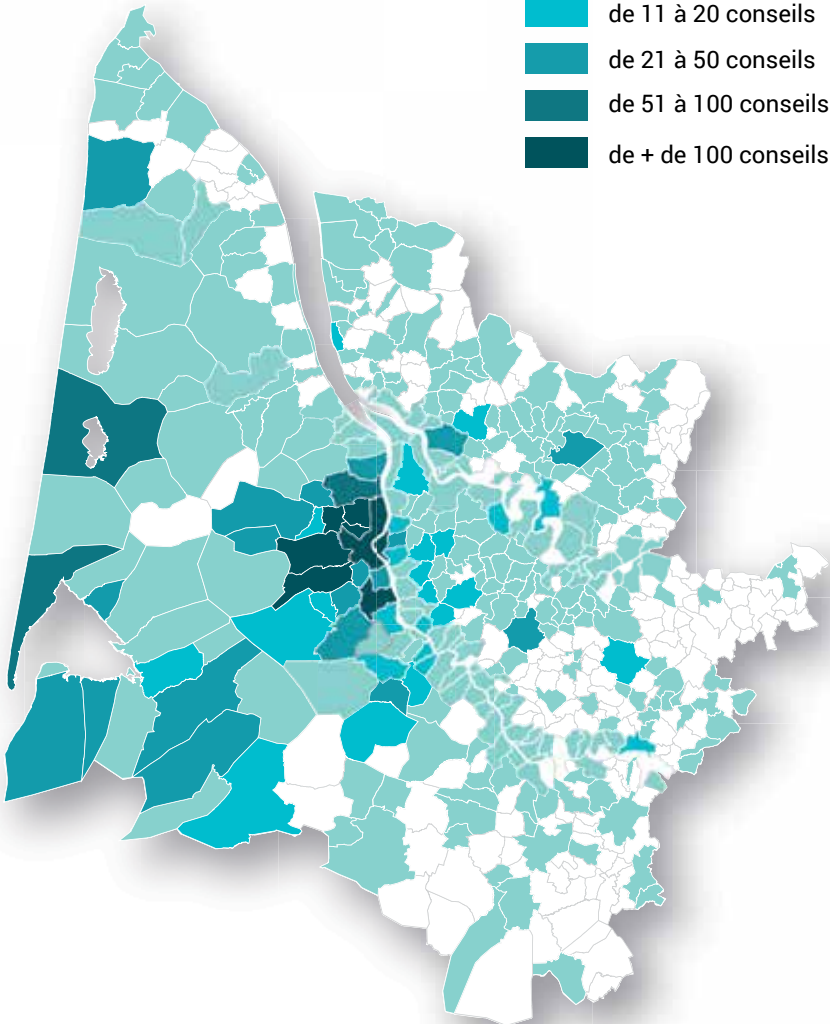 de 11 à 20 conseils
de 21 à 50 conseils
de 51 à 100 conseils
de + de 100 conseils